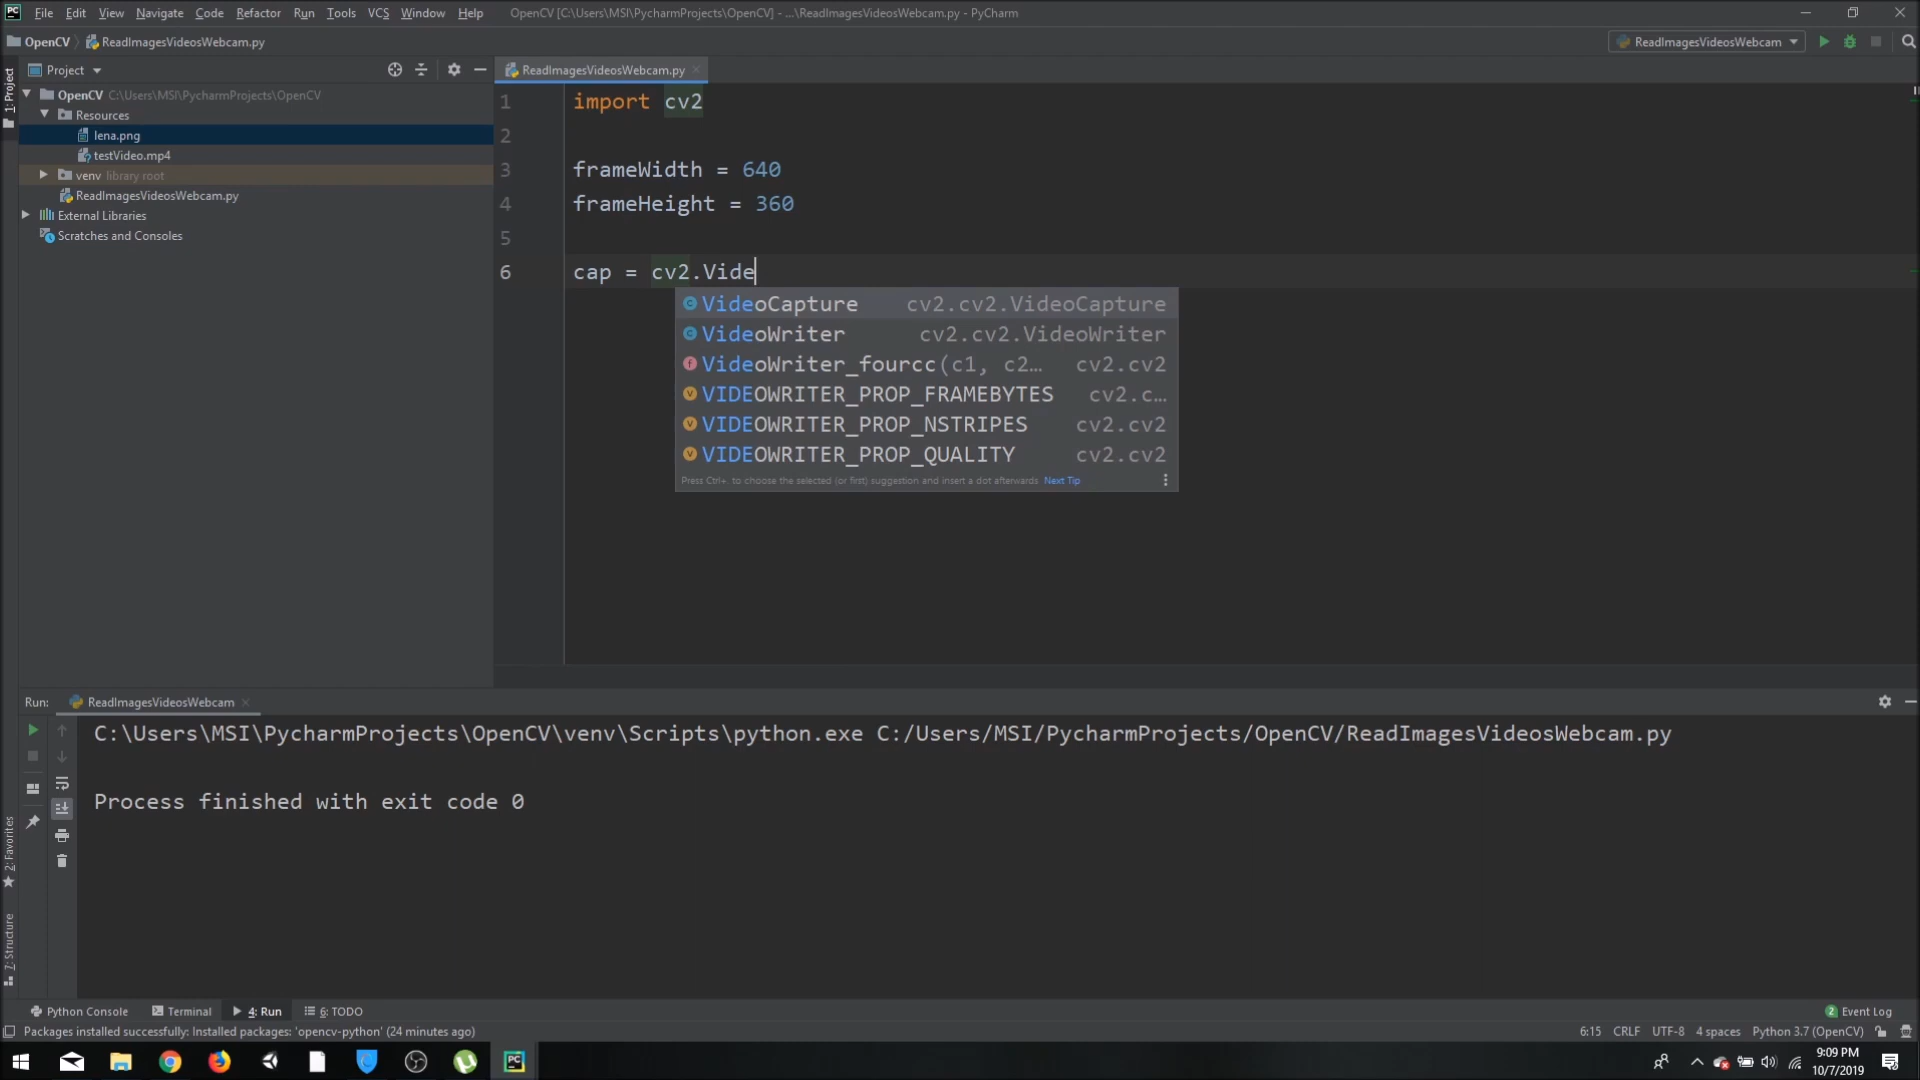 File Edit View Navigate Code Refactor Run Tools VCS Window Help OpenCV [C:\Users\MSI\PycharmProjects\OpenCV] - ...\ReadImagesVideosWebcam.py - PyCharm
OpenCV ReadImagesVideosWebcam.py ReadImagesVideosWebcam
Project ReadImagesVideosWebcam.py
1: Project
OpenCV C:\Users\MSI\PycharmProjects\OpenCV
Resources
lena.png
testVideo.mp4
venv library root
ReadImagesVideosWebcam.py
External Libraries
Scratches and Consoles
1 import cv2
2
3 frameWidth = 640
4 frameHeight = 360
5
6 cap = cv2.Vide
VideoCapture cv2.cv2.VideoCapture
VideoWriter cv2.cv2.VideoWriter
VideoWriter_fourcc(c1, c2… cv2.cv2
VIDEOWRITER_PROP_FRAMEBYTES cv2.c…
VIDEOWRITER_PROP_NSTRIPES cv2.cv2
VIDEOWRITER_PROP_QUALITY cv2.cv2
Press Ctrl+. to choose the selected (or first) suggestion and insert a dot afterwards Next Tip
Run: ReadImagesVideosWebcam
C:\Users\MSI\PycharmProjects\OpenCV\venv\Scripts\python.exe C:/Users/MSI/PycharmProjects/OpenCV/ReadImagesVideosWebcam.py
Process finished with exit code 0
2: Favorites
7: Structure
Python Console Terminal 4: Run 6: TODO 2 Event Log
Packages installed successfully: Installed packages: 'opencv-python' (24 minutes ago) 6:15 CRLF UTF-8 4 spaces Python 3.7 (OpenCV)
9:09 PM
10/7/2019